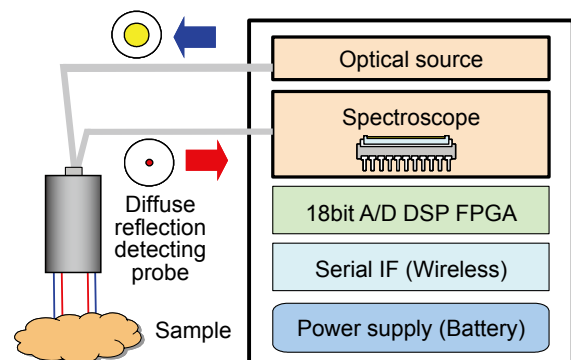 Optical source
Spectroscope
Diffuse
reflection
detecting
probe
18bit A/D DSP FPGA
Serial IF (Wireless)
Sample
Power supply (Battery)